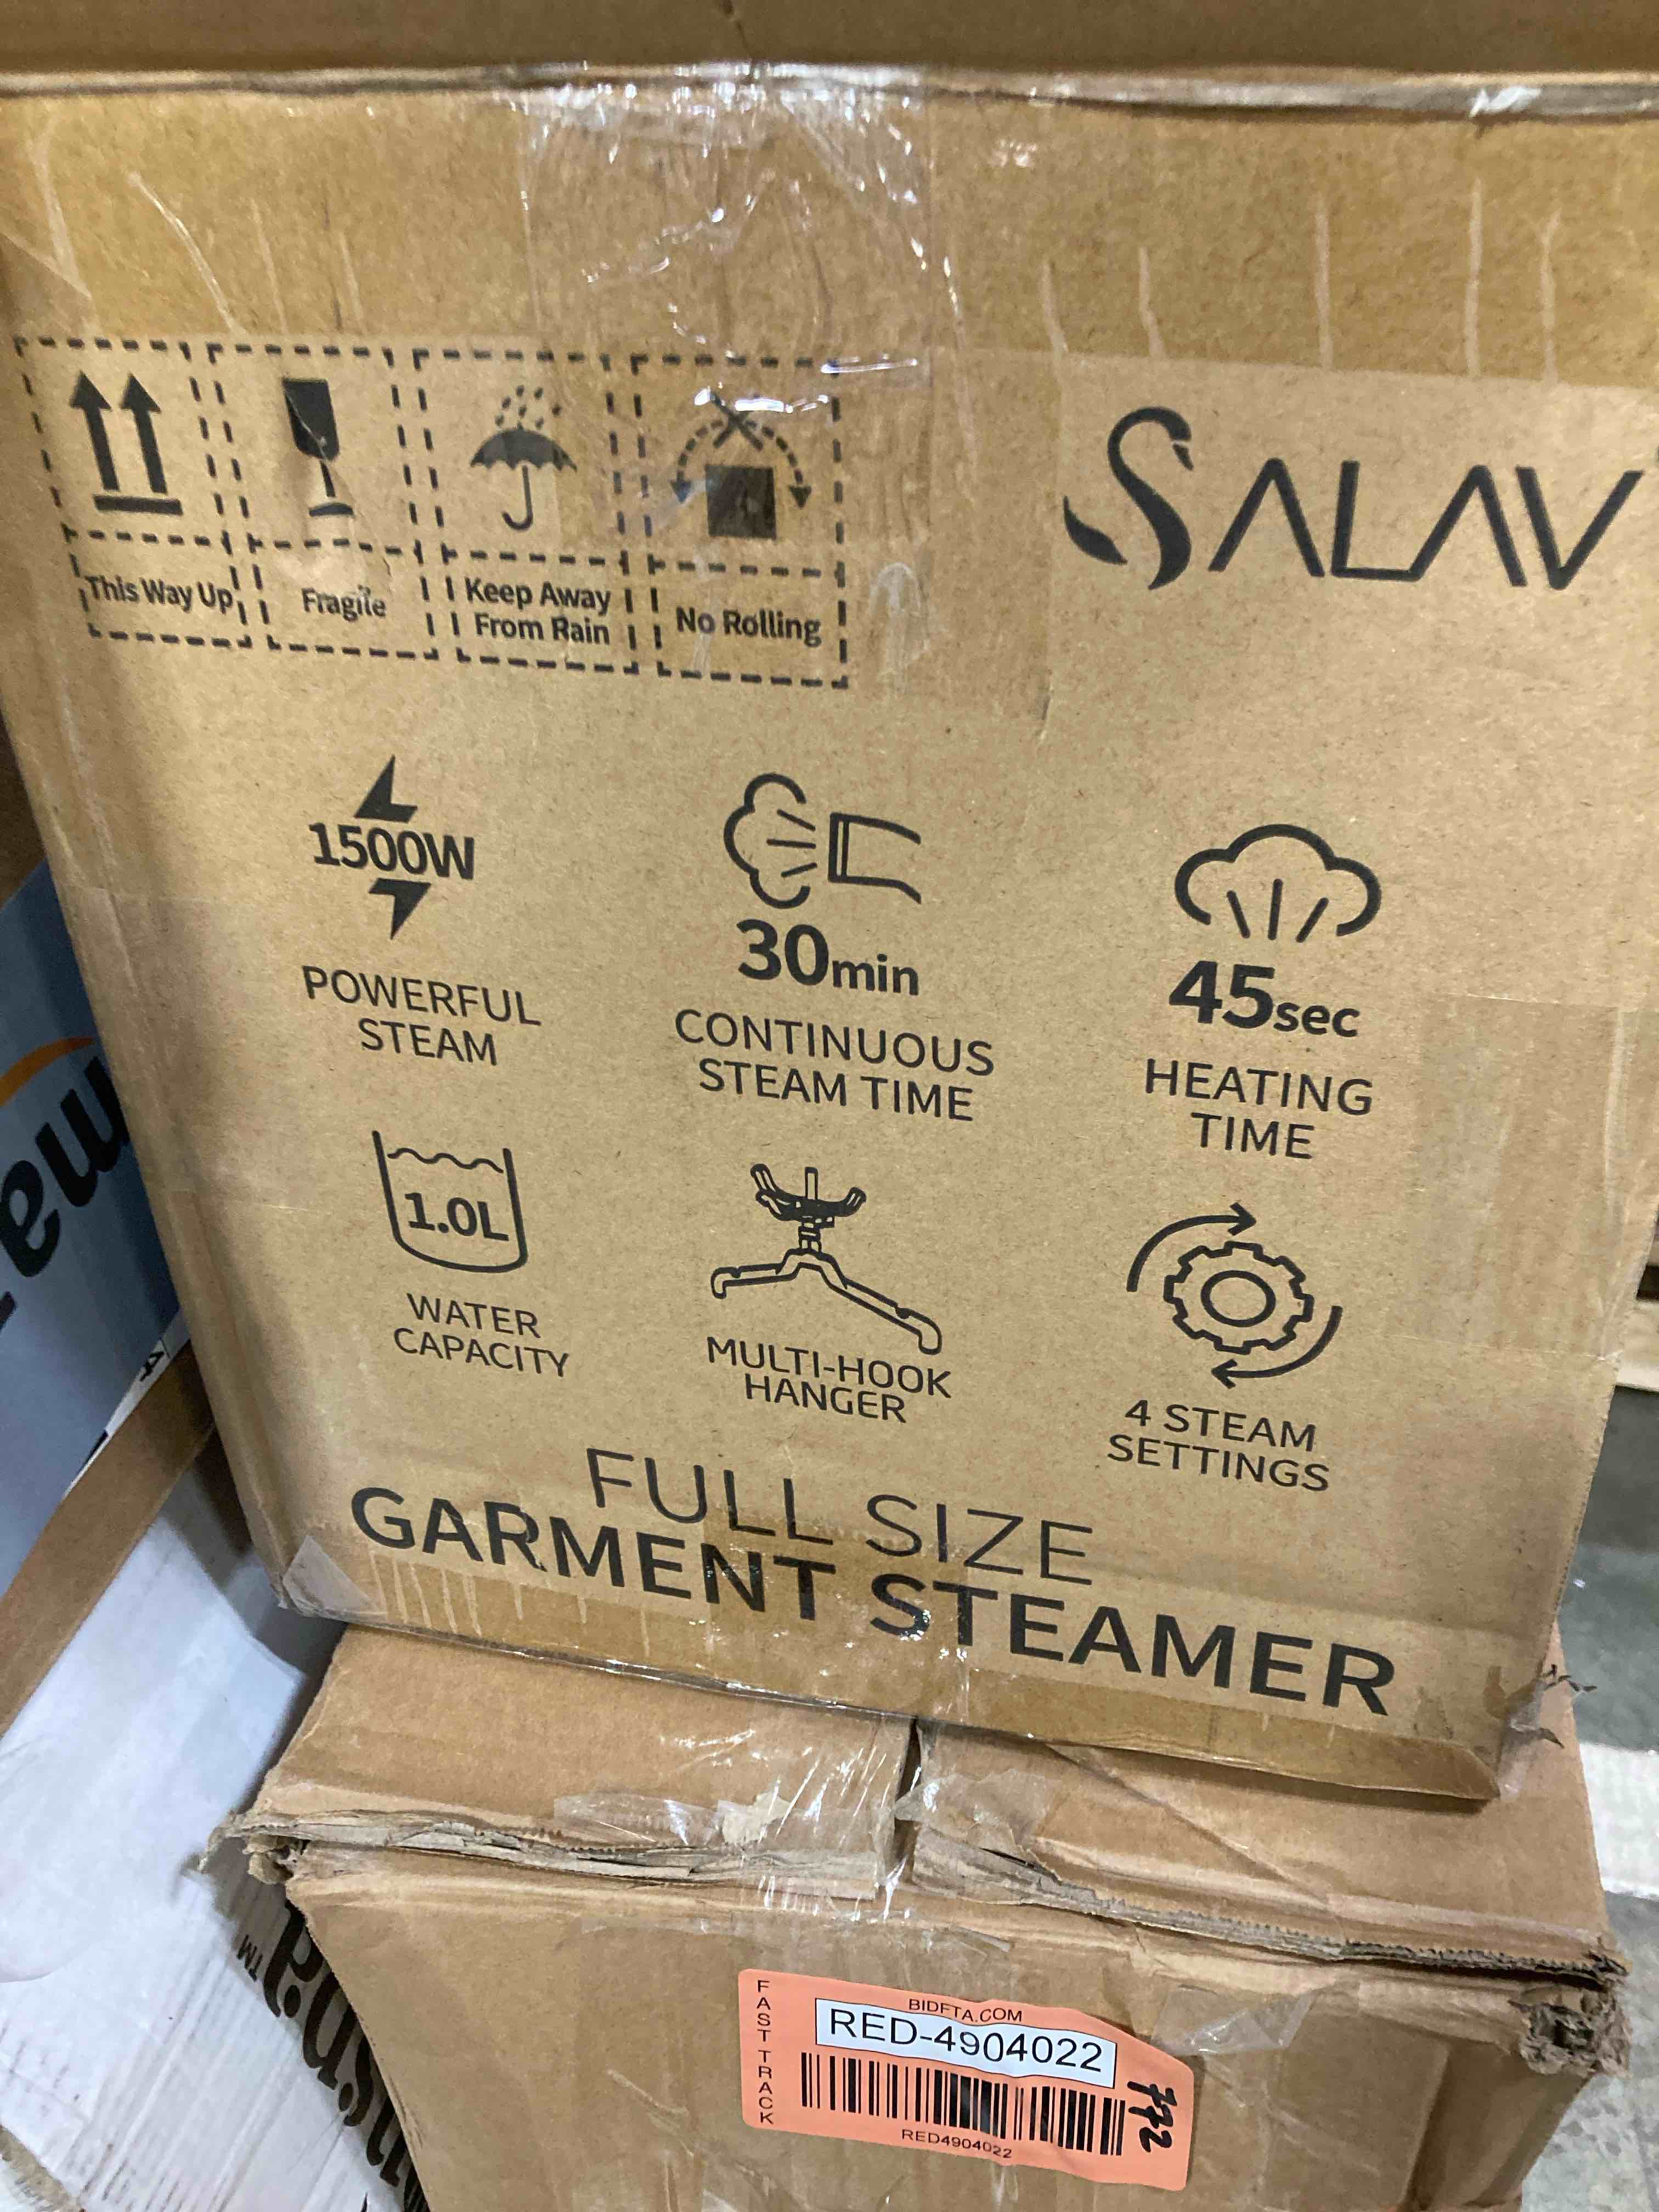 SALAV
This Way Up
Fragile
Keep Away
From Rain
No Rolling
1500W
POWERFUL
STEAM
30min
CONTINUOUS
STEAM TIME
45sec
HEATING
TIME
1.0L
WATER
CAPACITY
MULTI-HOOK
HANGER
4 STEAM
SETTINGS
FULL SIZE
GARMENT STEAMER
FAST TRACK
BIDFTA.COM
RED-4904022
RED4904022
772
ma